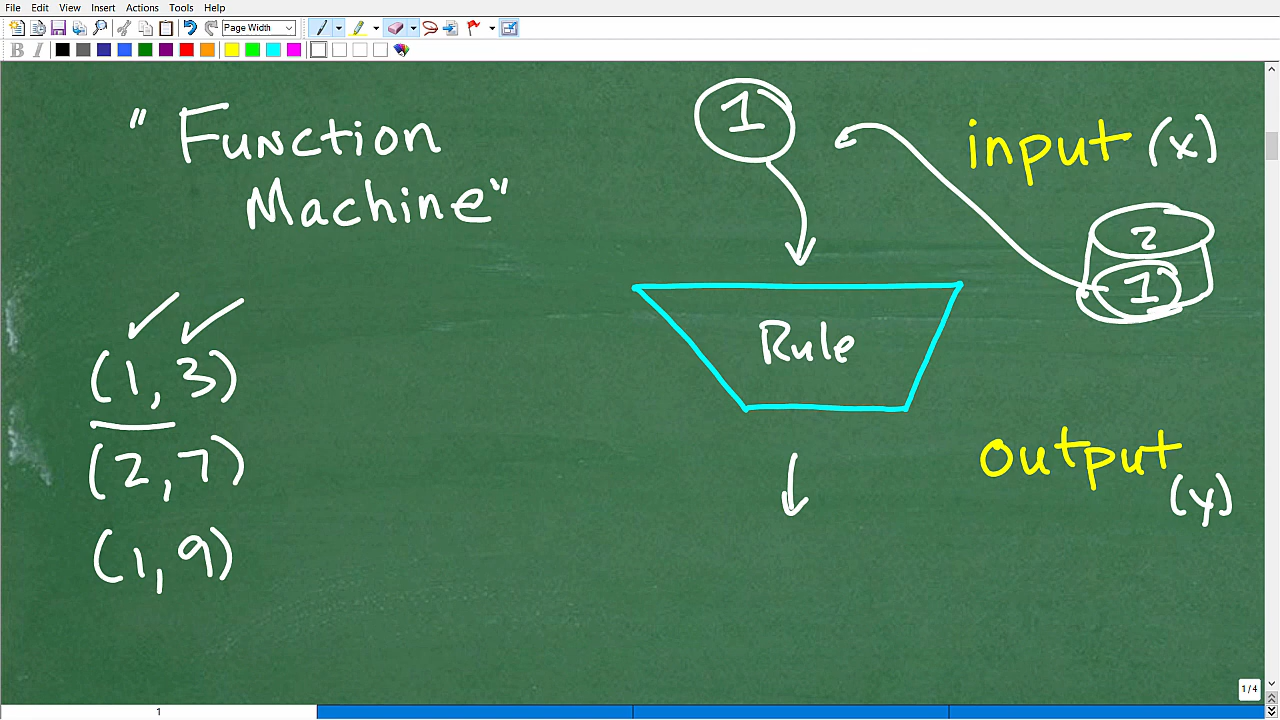 File Edit View Insert Actions Tools Help
Page Width
B I
" Function
Machine"
1
input (x)
2
1
Rule
(1, 3)
(2, 7)
(1, 9)
output
(y)
1/4
1